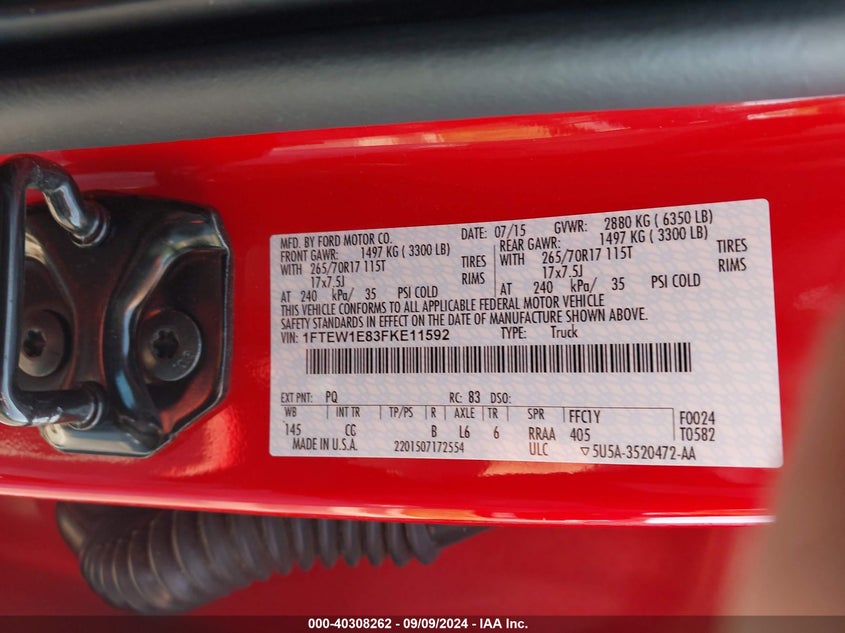 MFD. BY FORD MOTOR CO. DATE: 07/15 GVWR: 2880 KG ( 6350 LB)
FRONT GAWR: 1497 KG ( 3300 LB) REAR GAWR: 1497 KG ( 3300 LB)
WITH 265/70R17 115T TIRES WITH 265/70R17 115T TIRES
17x7.5J RIMS 17x7.5J RIMS
AT 240 kPa/ 35 PSI COLD AT 240 kPa/ 35 PSI COLD
THIS VEHICLE CONFORMS TO ALL APPLICABLE FEDERAL MOTOR VEHICLE
SAFETY STANDARDS IN EFFECT ON THE DATE OF MANUFACTURE SHOWN ABOVE.
VIN: 1FTEW1E83FKE11592 TYPE: Truck
EXT PNT: PQ RC: 83 DSO:
WB INT TR TP/PS R AXLE TR SPR FFC1Y F0024
145 CG B L6 6 RRAA 405 T0582
MADE IN U.S.A. 2201507172554 ULC ▽5U5A-3520472-AA
000-40308262 - 09/09/2024 - IAA Inc.